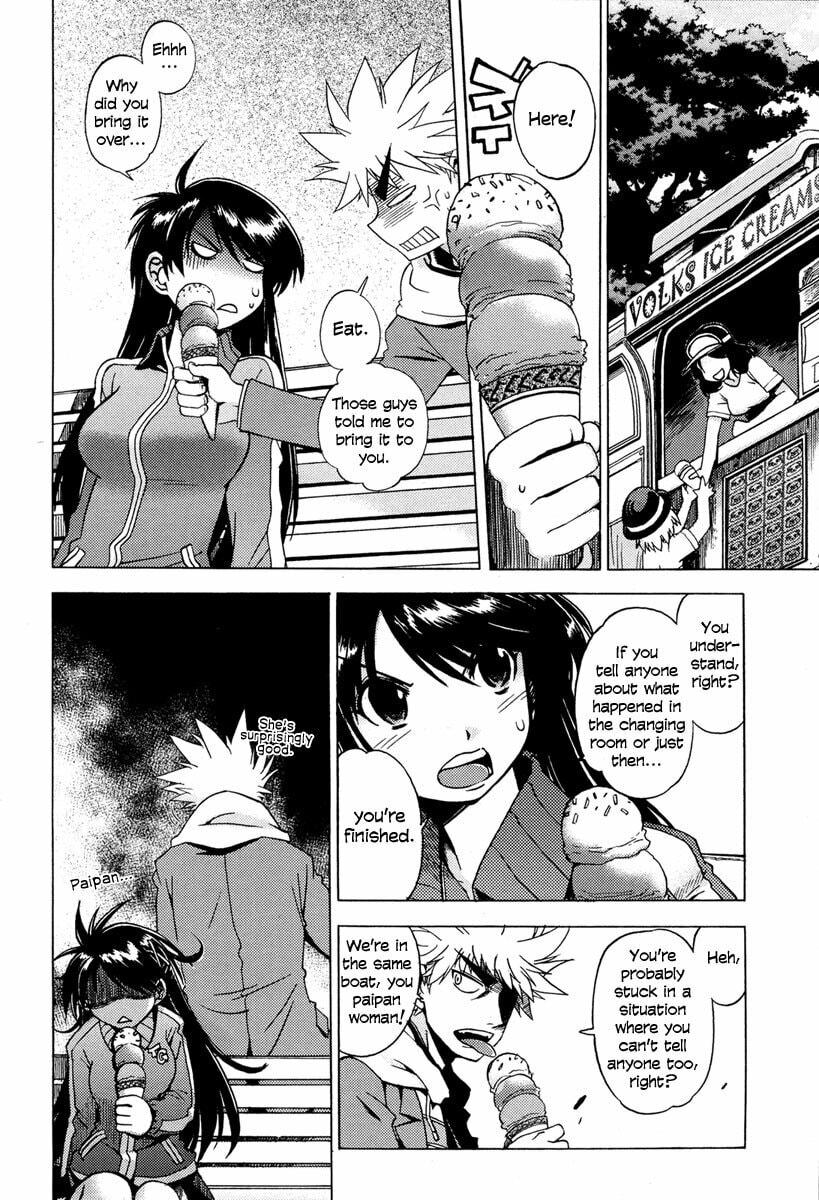 VOLKS ICE CREAMS
Here!
Ehhh
...
Why
did you
bring it
over...
Eat.
Those guys
told me to
bring it to
you.
You
under-
stand,
right?
If you
tell anyone
about what
happened in
the changing
room or just
then...
you're
finished.
Heh,
You're
probably
stuck in a
situation
where you
can't tell
anyone too,
right?
We're in
the same
boat, you
paipan
woman!
She's
surprisingly
good.
Paipan...